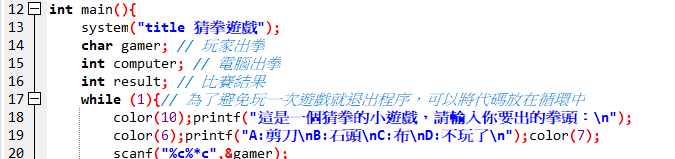 12 int main(){
13 system("title 猜拳遊戲");
14 char gamer; // 玩家出拳
15 int computer; // 電腦出拳
16 int result; // 比賽結果
17 while (1){// 為了避免玩一次遊戲就退出程序，可以將代碼放在循環中
18 color(10);printf("這是一個猜拳的小遊戲，請輸入你要出的拳頭：\n");
19 color(6);printf("A:剪刀\nB:石頭\nC:布\nD:不玩了\n");color(7);
20 scanf("%c%*c",&gamer);